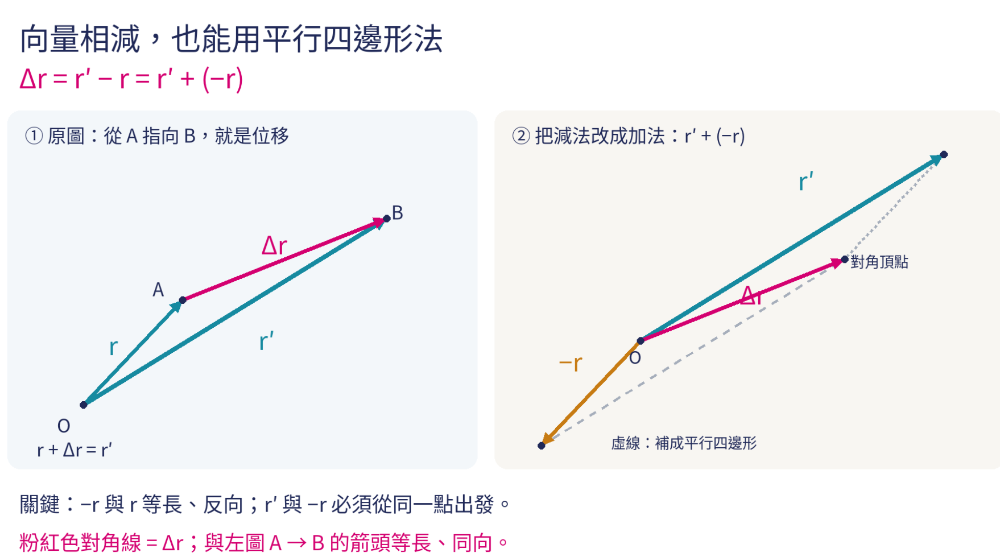 向量相減，也能用平行四邊形法
Δr = r′ − r = r′ + (−r)
① 原圖：從 A 指向 B，就是位移
B
Δr
A
r
r′
O
r + Δr = r′
② 把減法改成加法：r′ + (−r)
r′
對角頂點
Δr
O
−r
虛線：補成平行四邊形
關鍵：−r 與 r 等長、反向；r′ 與 −r 必須從同一點出發。
粉紅色對角線 = Δr；與左圖 A → B 的箭頭等長、同向。